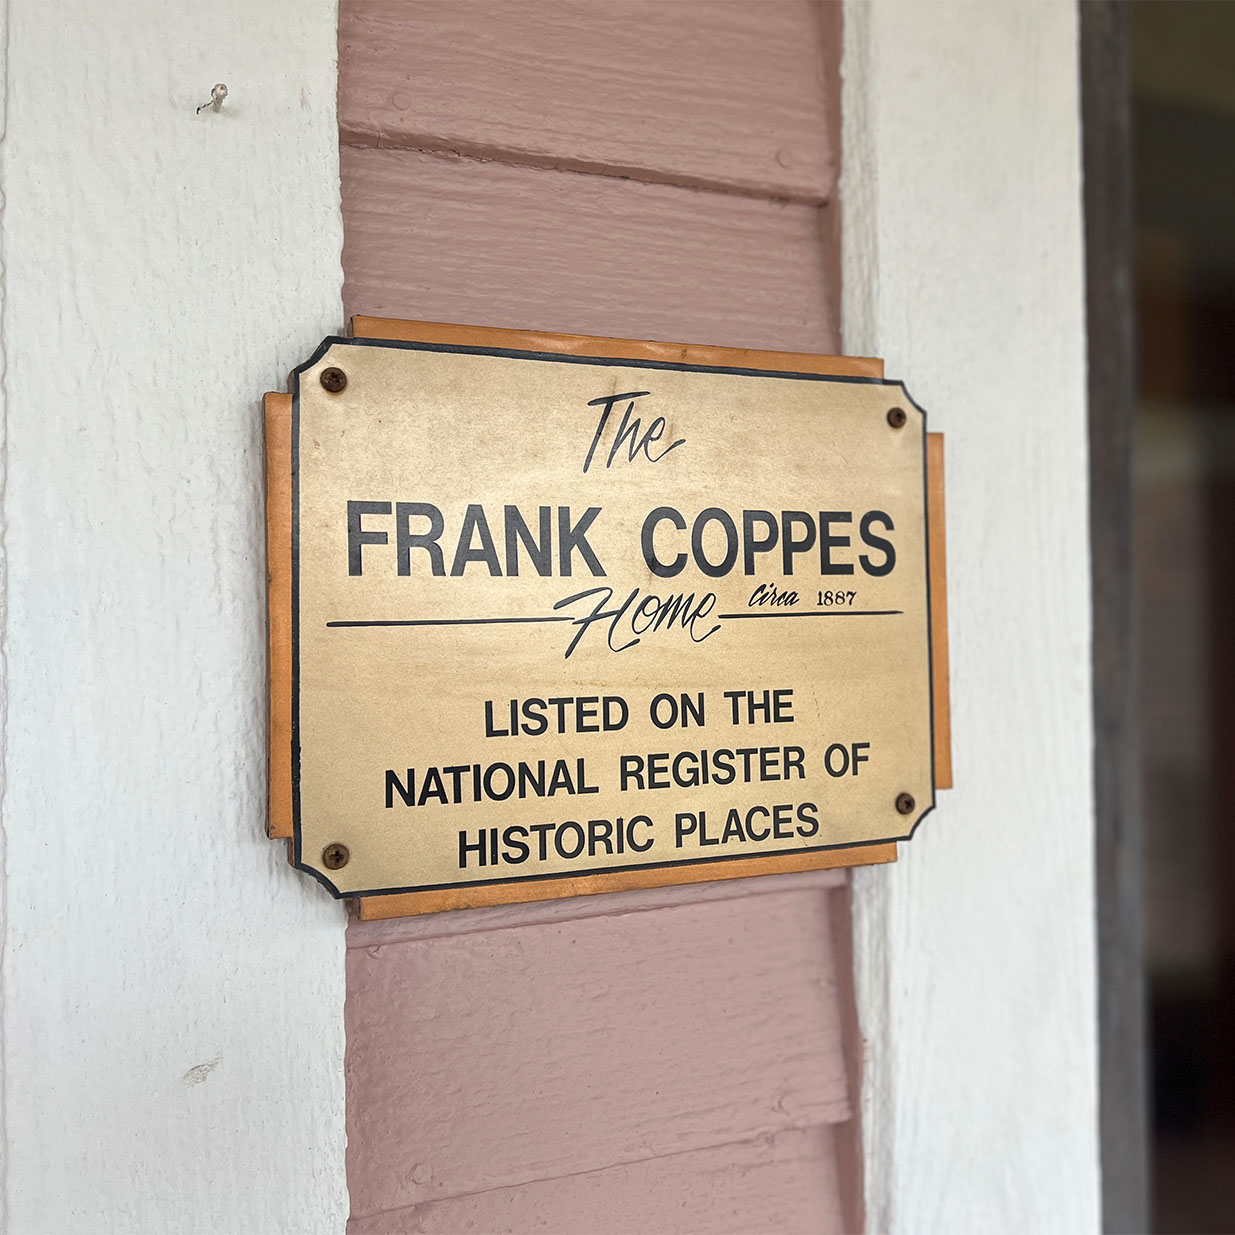 The
FRANK COPPES
Home Circa 1887
LISTED ON THE
NATIONAL REGISTER OF
HISTORIC PLACES